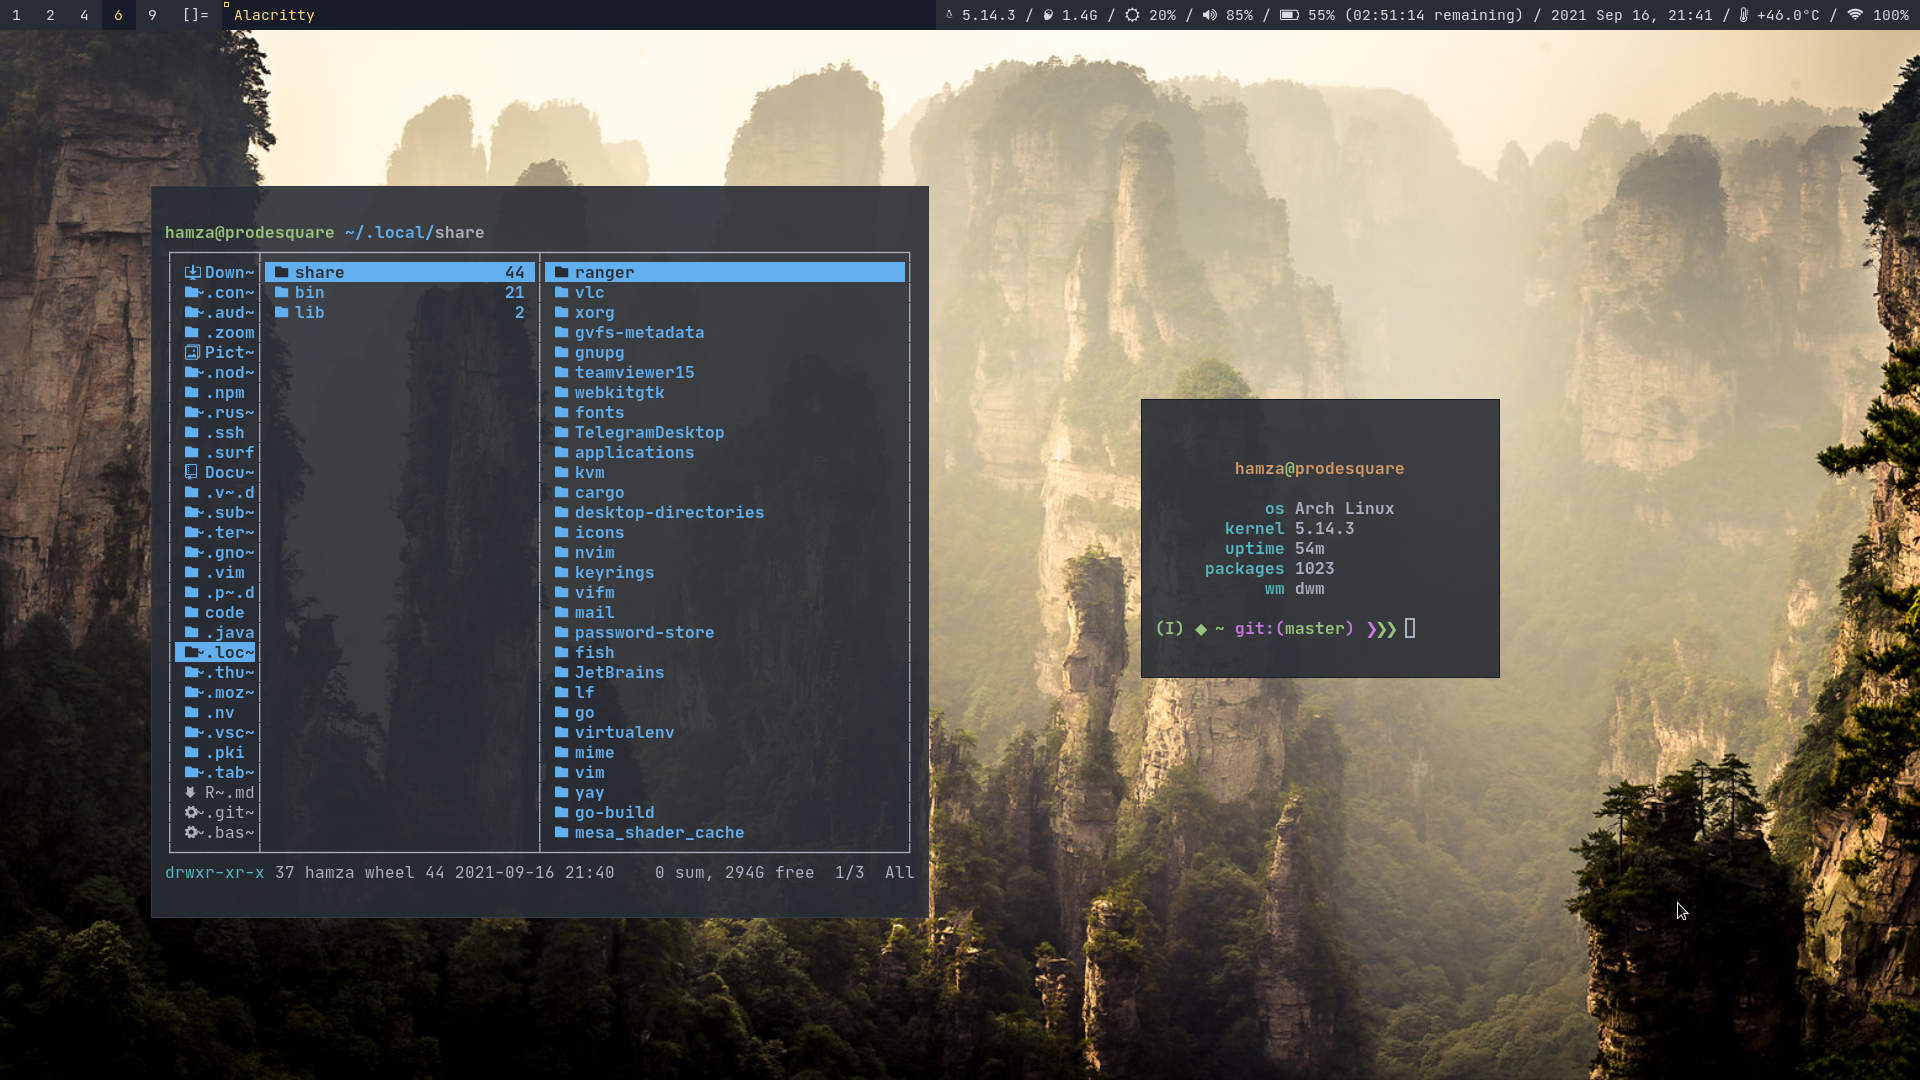 1 2 4 6 9 []= Alacritty 5.14.3 / 1.4G / 20% / 85% / 55% (02:51:14 remaining) / 2021 Sep 16, 21:41 / +46.0°C / 100%
hamza@prodesquare ~/.local/share
Down~ share 44 ranger
~.con~ bin 21 vlc
~.aud~ lib 2 xorg
.zoom gvfs-metadata
Pict~ gnupg
~.nod~ teamviewer15
.npm webkitgtk
~.rus~ fonts
.ssh TelegramDesktop
.surf applications
Docu~ kvm
.v~.d cargo
~.sub~ desktop-directories
~.ter~ icons
~.gno~ nvim
.vim keyrings
.p~.d vifm
code mail
.java password-store
~.loc~ fish
~.thu~ JetBrains
~.moz~ lf
.nv go
~.vsc~ virtualenv
.pki mime
~.tab~ vim
R~.md yay
~.git~ go-build
~.bas~ mesa_shader_cache
drwxr-xr-x 37 hamza wheel 44 2021-09-16 21:40 0 sum, 294G free 1/3 All
hamza@prodesquare
os Arch Linux
kernel 5.14.3
uptime 54m
packages 1023
wm dwm
(I) ◆ ~ git:(master) ❯❯❯